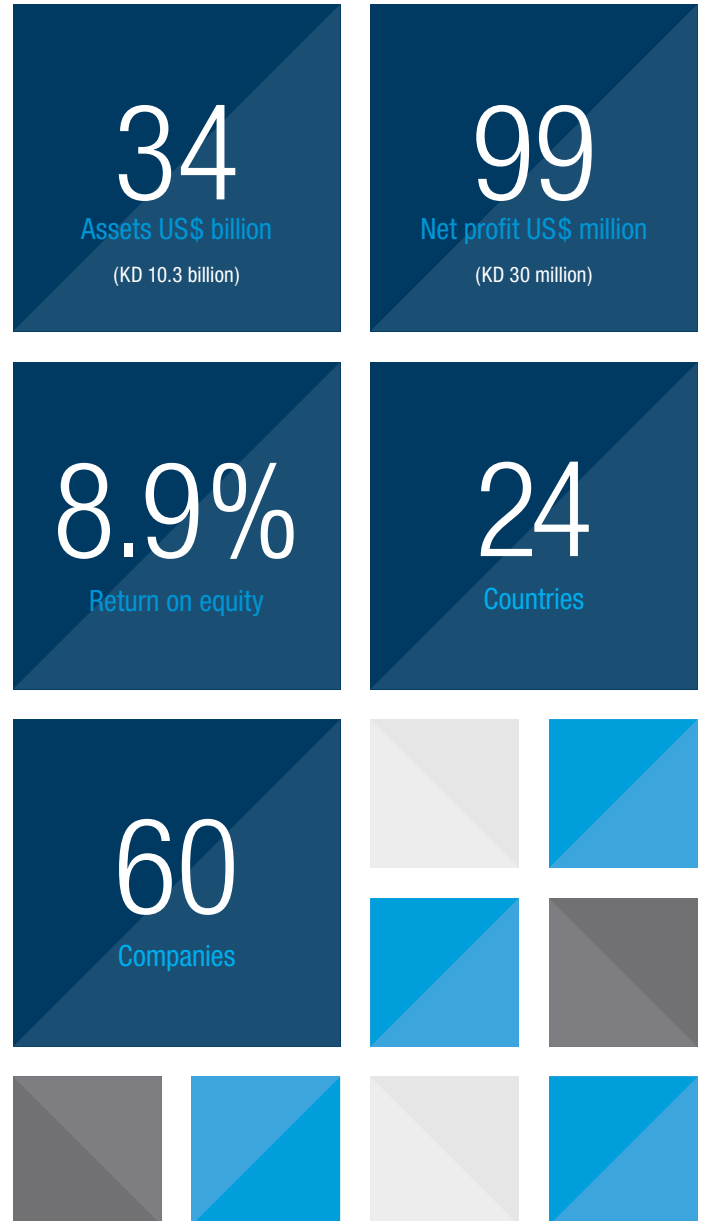 34
Assets US$ billion
(KD 10.3 billion)
99
Net profit US$ million
(KD 30 million)
8.9%
Return on equity
24
Countries
60
Companies